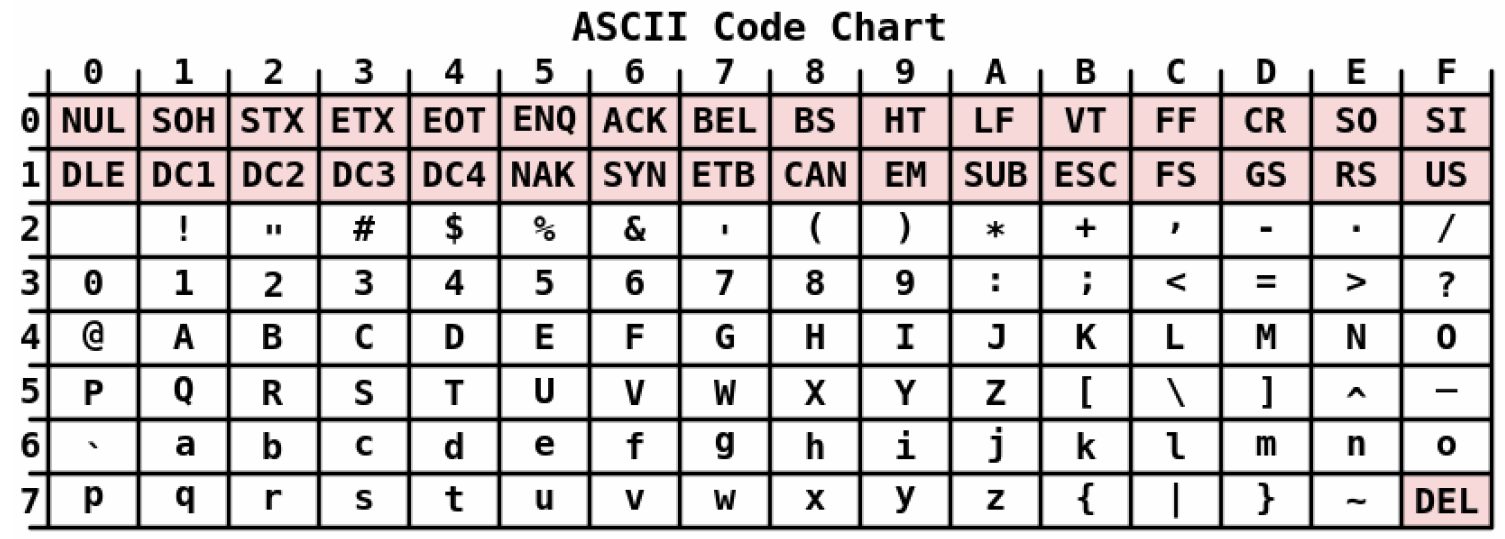 ASCII Code Chart
0 1 2 3 4 5 6 7 8 9 A B C D E F
0 NUL SOH STX ETX EOT ENQ ACK BEL BS HT LF VT FF CR SO SI
1 DLE DC1 DC2 DC3 DC4 NAK SYN ETB CAN EM SUB ESC FS GS RS US
2 ! " # $ % & ' ( ) * + , - . /
3 0 1 2 3 4 5 6 7 8 9 : ; < = > ?
4 @ A B C D E F G H I J K L M N O
5 P Q R S T U V W X Y Z [ \ ] ^ _
6 ` a b c d e f g h i j k l m n o
7 p q r s t u v w x y z { | } ~ DEL